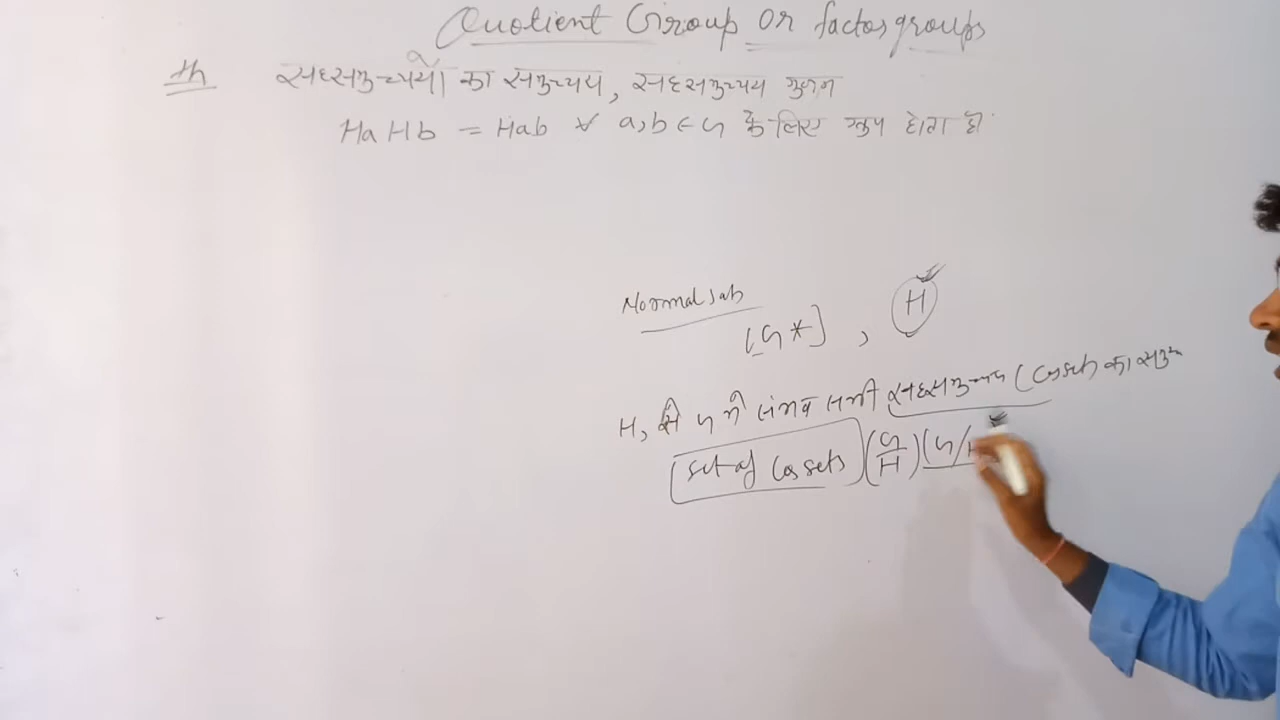 Quotient Group Or factor groups
Th सहसमुच्चयों का समुच्चय, सहसमुच्चय गुणन
HaHb = Hab ∀ a,b ∈ G के लिए ग्रुप होता है
Normal sub
[G *] , H
H, से G में संभव सभी सहसमुच्चय (Coset) का समु
set of Cosets (G/H) (G/H